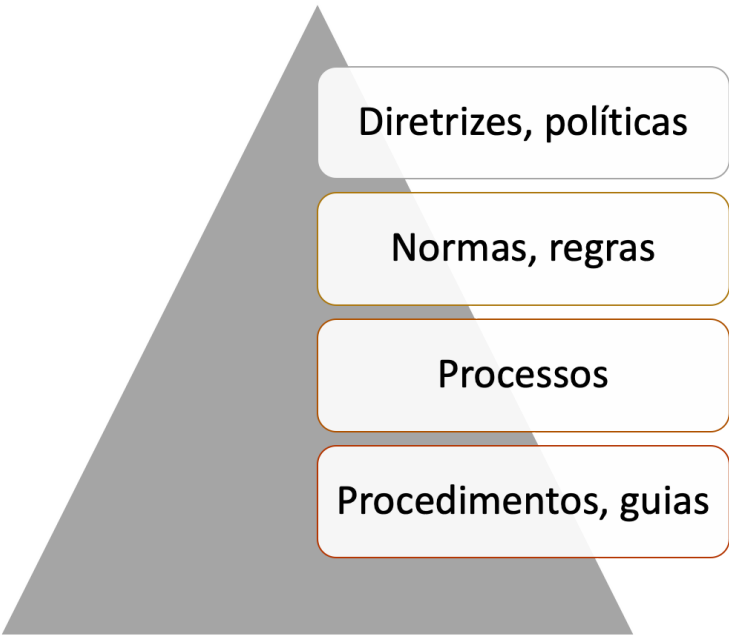 Diretrizes, políticas
Normas, regras
Processos
Procedimentos, guias